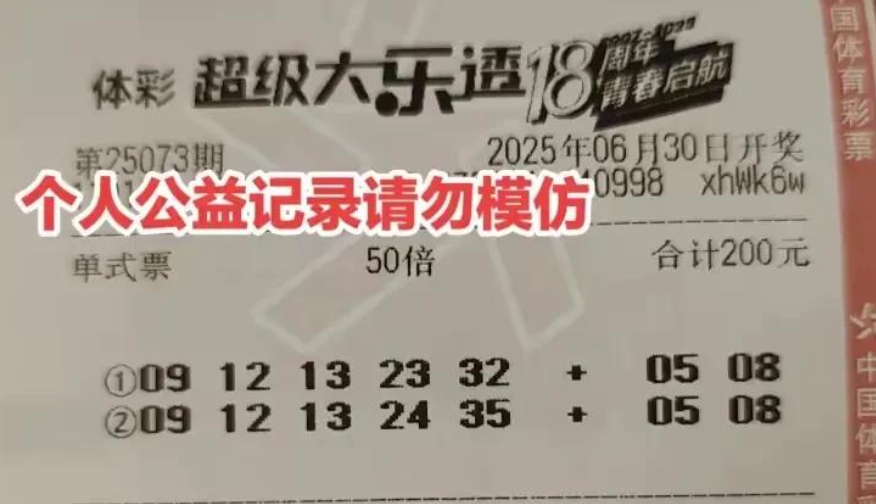 体彩 超级大乐透 18周年
2007-2025
青春启航
第25073期 2025年06月30日开奖
40998 xhWk6w
个人公益记录请勿模仿
单式票 50倍 合计200元
①09 12 13 23 32 + 05 08
②09 12 13 24 35 + 05 08
国体育彩票
中国体育